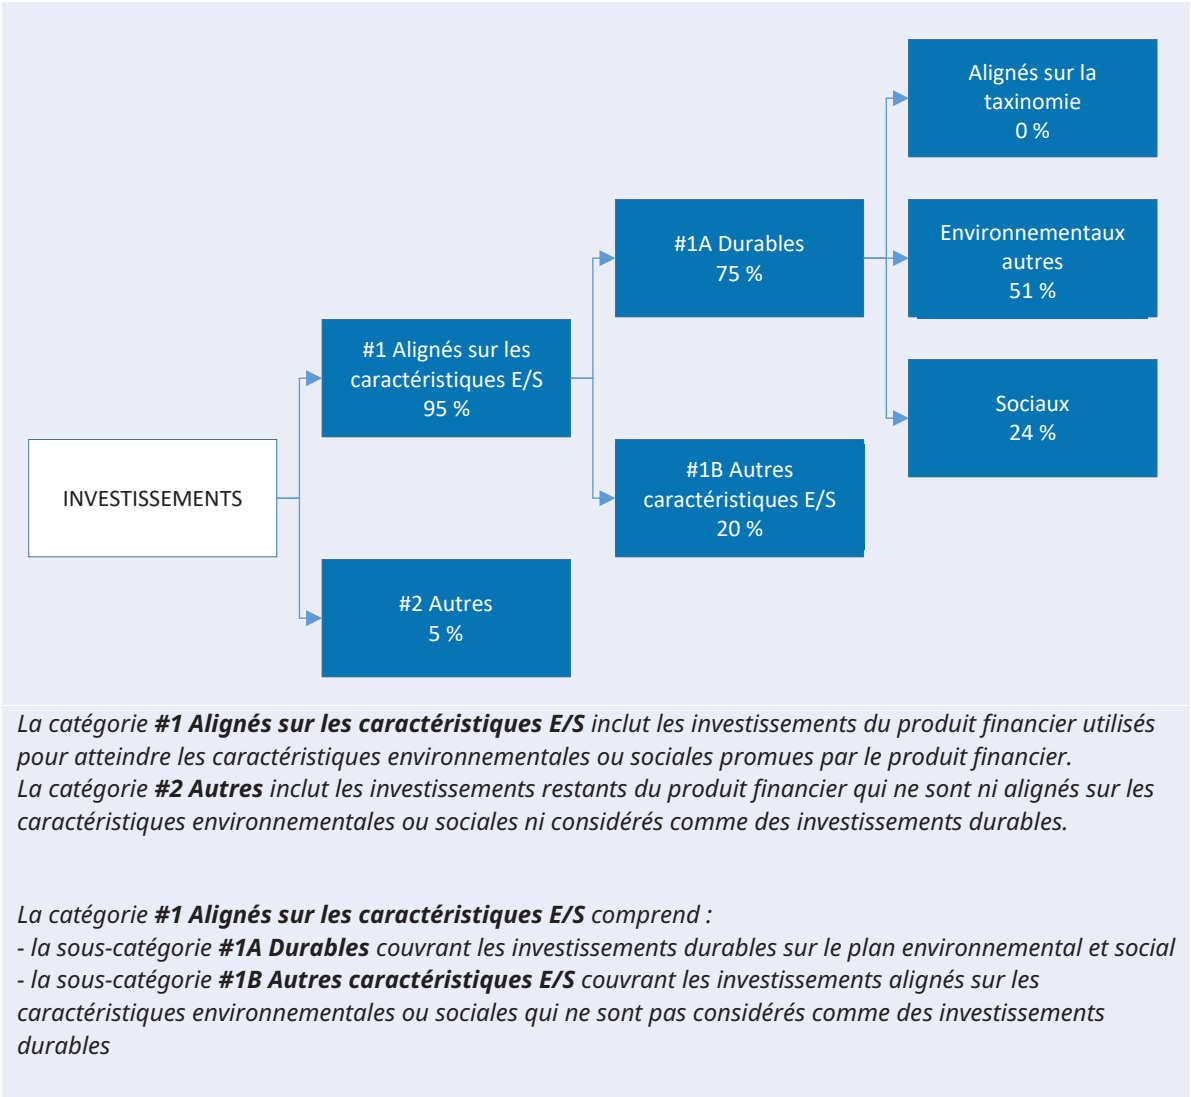 Alignés sur la
taxinomie
0 %
#1A Durables
75 %
Environnementaux
autres
51 %
#1 Alignés sur les
caractéristiques E/S
95 %
Sociaux
24 %
INVESTISSEMENTS
#1B Autres
caractéristiques E/S
20 %
#2 Autres
5 %
La catégorie #1 Alignés sur les caractéristiques E/S inclut les investissements du produit financier utilisés
pour atteindre les caractéristiques environnementales ou sociales promues par le produit financier.
La catégorie #2 Autres inclut les investissements restants du produit financier qui ne sont ni alignés sur les
caractéristiques environnementales ou sociales ni considérés comme des investissements durables.
La catégorie #1 Alignés sur les caractéristiques E/S comprend :
- la sous-catégorie #1A Durables couvrant les investissements durables sur le plan environnemental et social
- la sous-catégorie #1B Autres caractéristiques E/S couvrant les investissements alignés sur les
caractéristiques environnementales ou sociales qui ne sont pas considérés comme des investissements
durables